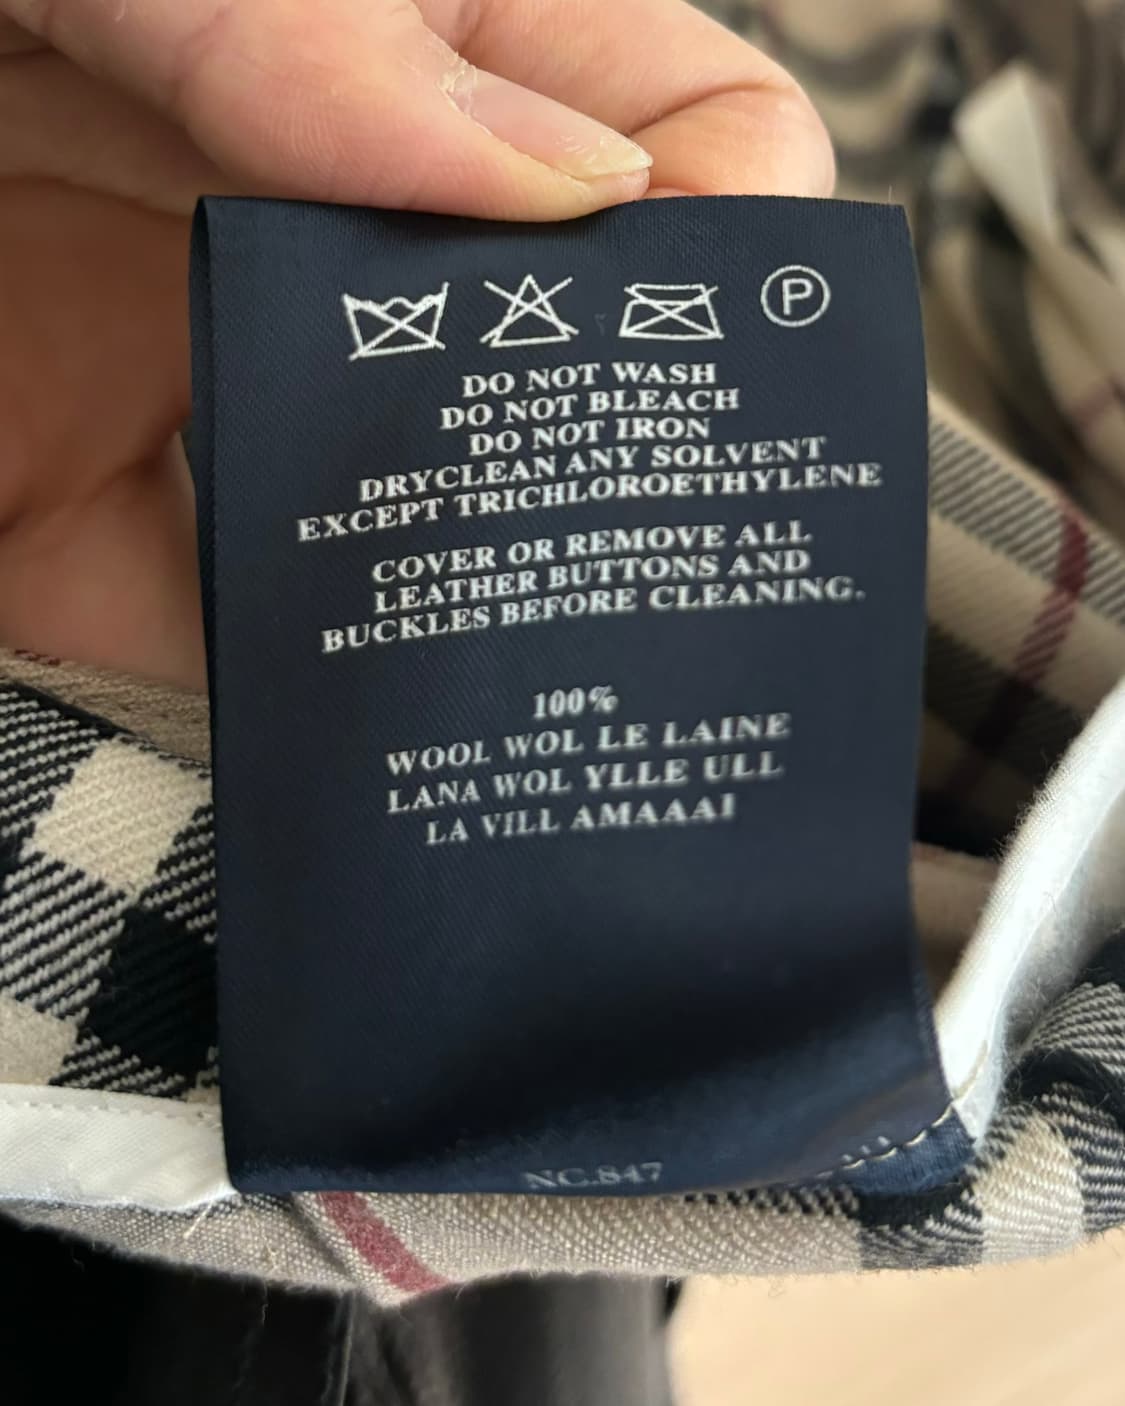 P
DO NOT WASH
DO NOT BLEACH
DO NOT IRON
DRYCLEAN ANY SOLVENT
EXCEPT TRICHLOROETHYLENE
COVER OR REMOVE ALL
LEATHER BUTTONS AND
BUCKLES BEFORE CLEANING.
100%
WOOL WOL LE LAINE
LANA WOL YLLE ULL
LA VILL AMAAAI
NC.847